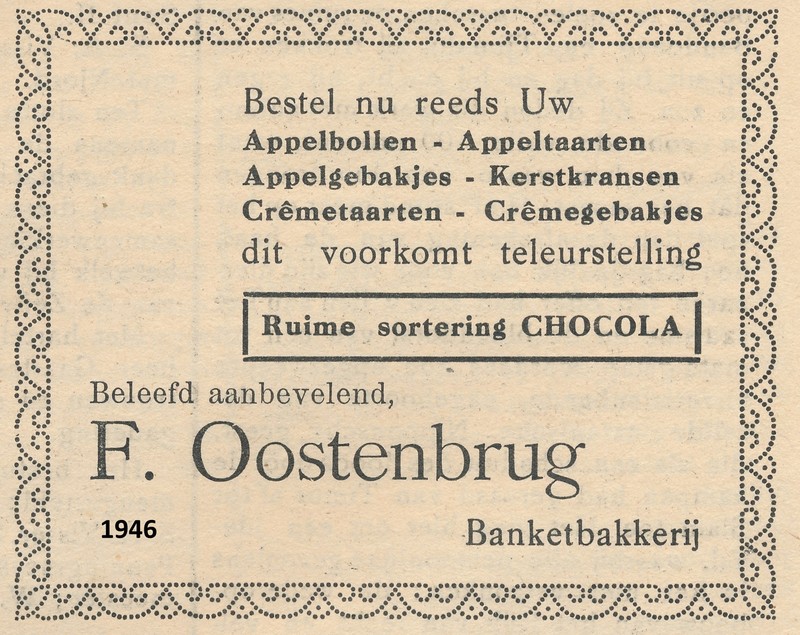 Bestel nu reeds Uw
Appelbollen - Appeltaarten
Appelgebakjes - Kerstkransen
Crêmetaarten - Crêmegebakjes
dit voorkomt teleurstelling
Ruime sortering CHOCOLA
Beleefd aanbevelend,
F. Oostenbrug
1946
Banketbakkerij